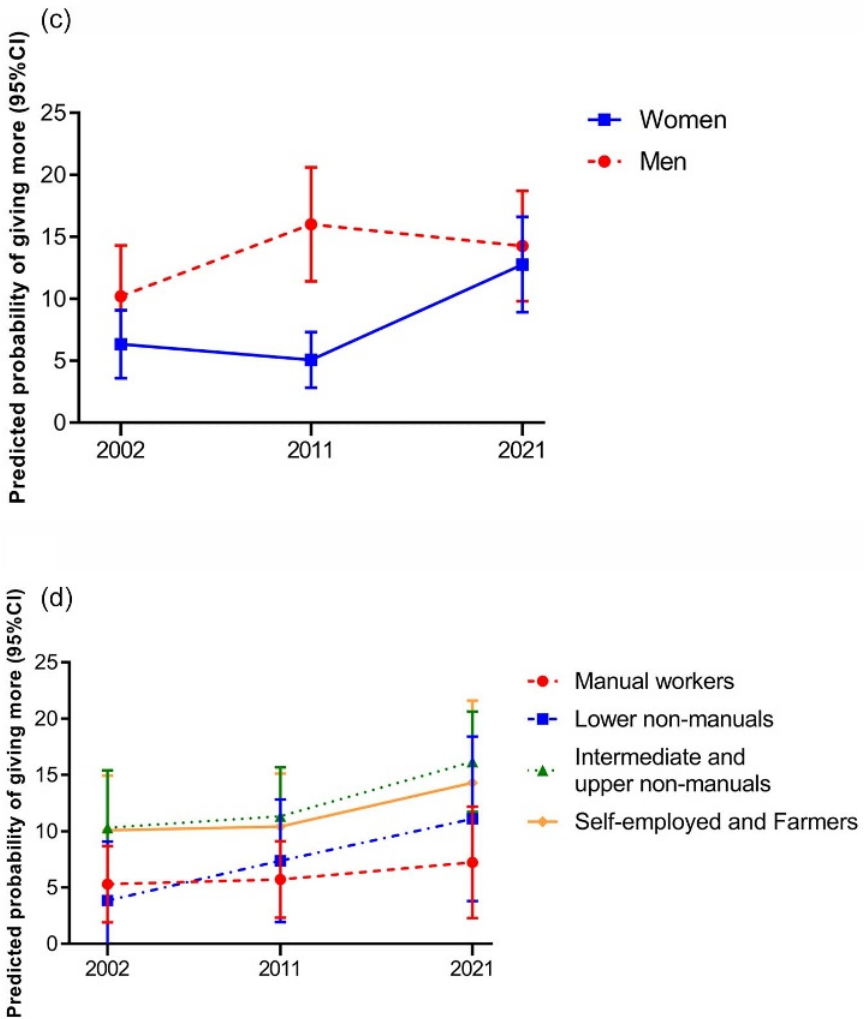 (c)
Predicted probability of giving more (95%CI)
25
20
15
10
5
0
2002
2011
2021
Women
Men
(d)
Predicted probability of giving more (95%CI)
25
20
15
10
5
0
2002
2011
2021
Manual workers
Lower non-manuals
Intermediate and
upper non-manuals
Self-employed and Farmers